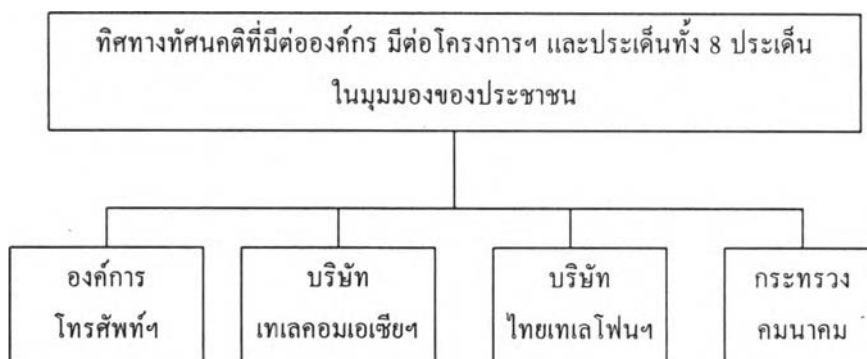 ทิศทางทัศนคติที่มีต่อองค์กร มีต่อโครงการฯ และประเด็นทั้ง 8 ประเด็น
ในมุมมองของประชาชน
องค์การ
โทรศัพท์ฯ
บริษัท
เทเลคอมเอเซียฯ
บริษัท
ไทยเทเลโฟนฯ
กระทรวง
คมนาคม